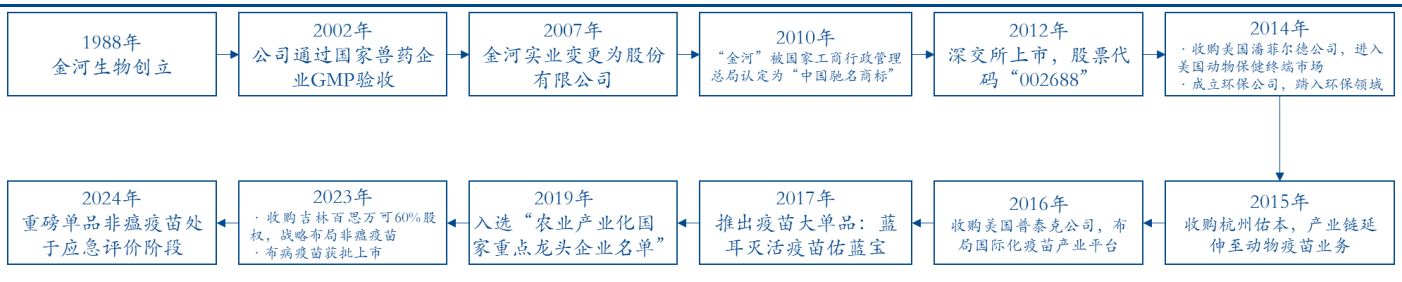 1988年
金河生物创立
2002年
公司通过国家兽药企
业GMP验收
2007年
金河实业变更为股份
有限公司
2010年
“金河”被国家工商行政管理
总局认定为“中国驰名商标”
2012年
深交所上市，股票代
码“002688”
2014年
·收购美国潘菲尔德公司，进入
美国动物保健终端市场
·成立环保公司，踏入环保领域
2015年
收购杭州佑本，产业链延
伸至动物疫苗业务
2016年
收购美国普泰克公司，布
局国际化疫苗产业平台
2017年
推出疫苗大单品：蓝
耳灭活疫苗佑蓝宝
2019年
入选“农业产业化国
家重点龙头企业名单”
2023年
·收购吉林百思万可60%股
权，战略布局非瘟疫苗
·布病疫苗获批上市
2024年
重磅单品非瘟疫苗处
于应急评价阶段